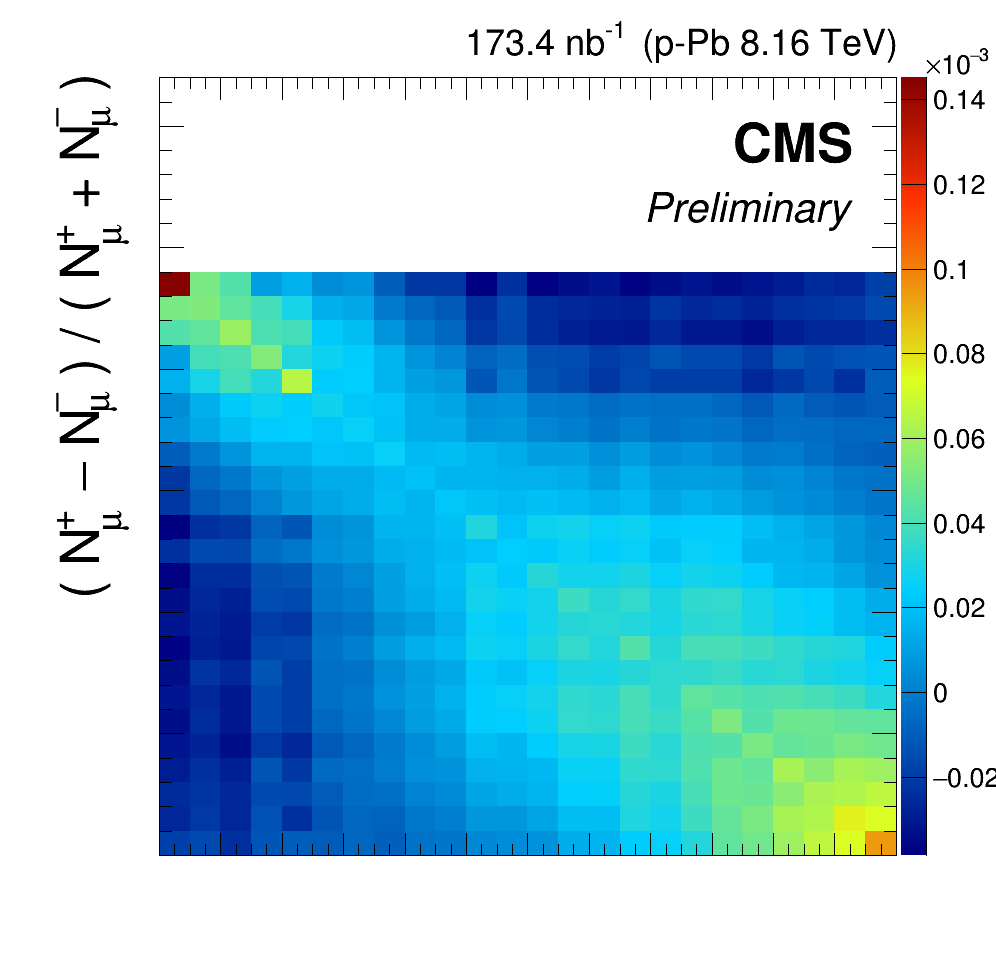 173.4 nb⁻¹ (p-Pb 8.16 TeV)
×10⁻³
CMS
Preliminary
( N⁺μ − N⁻μ ) / ( N⁺μ + N⁻μ )
0.14
0.12
0.1
0.08
0.06
0.04
0.02
0
−0.02